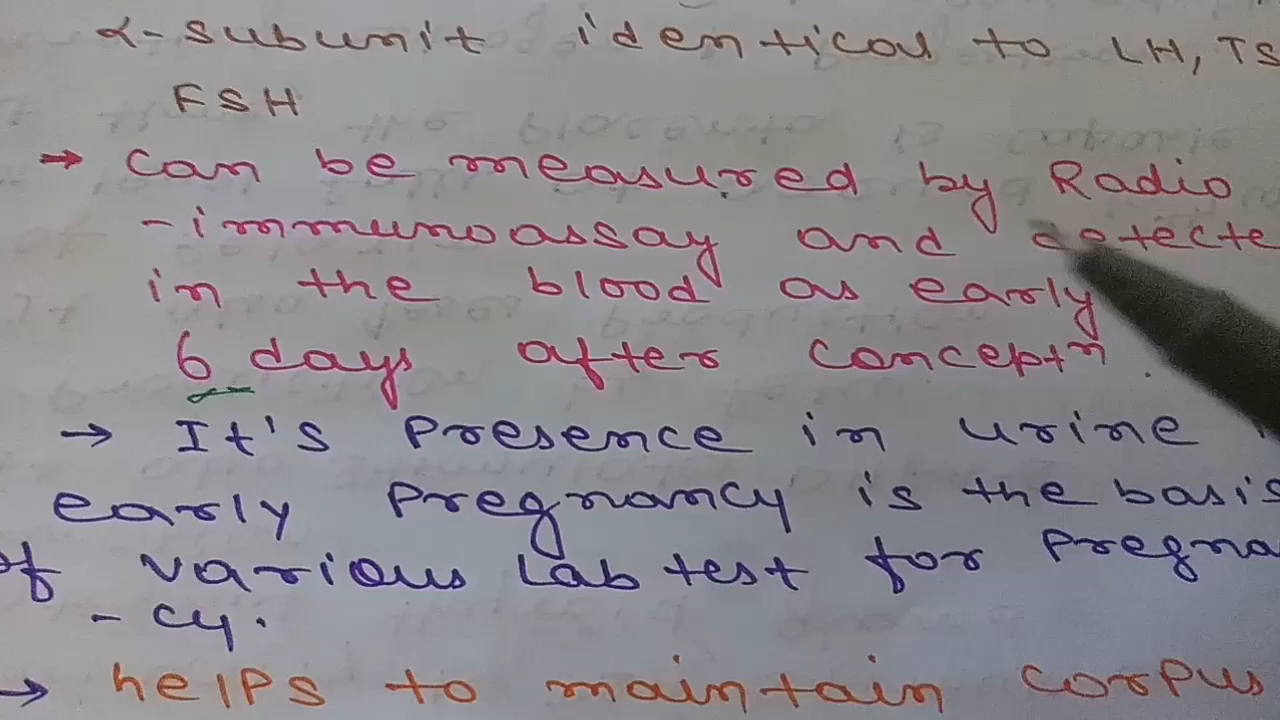 α-subunit identical to LH, TS
FSH
→ can be measured by Radio
-immunoassay and detecte
in the blood as early
6 days after conceptn.
→ It's presence in urine
early pregnancy is the basis
of various Lab test for pregna
-cy.
→ helps to maintain corpus